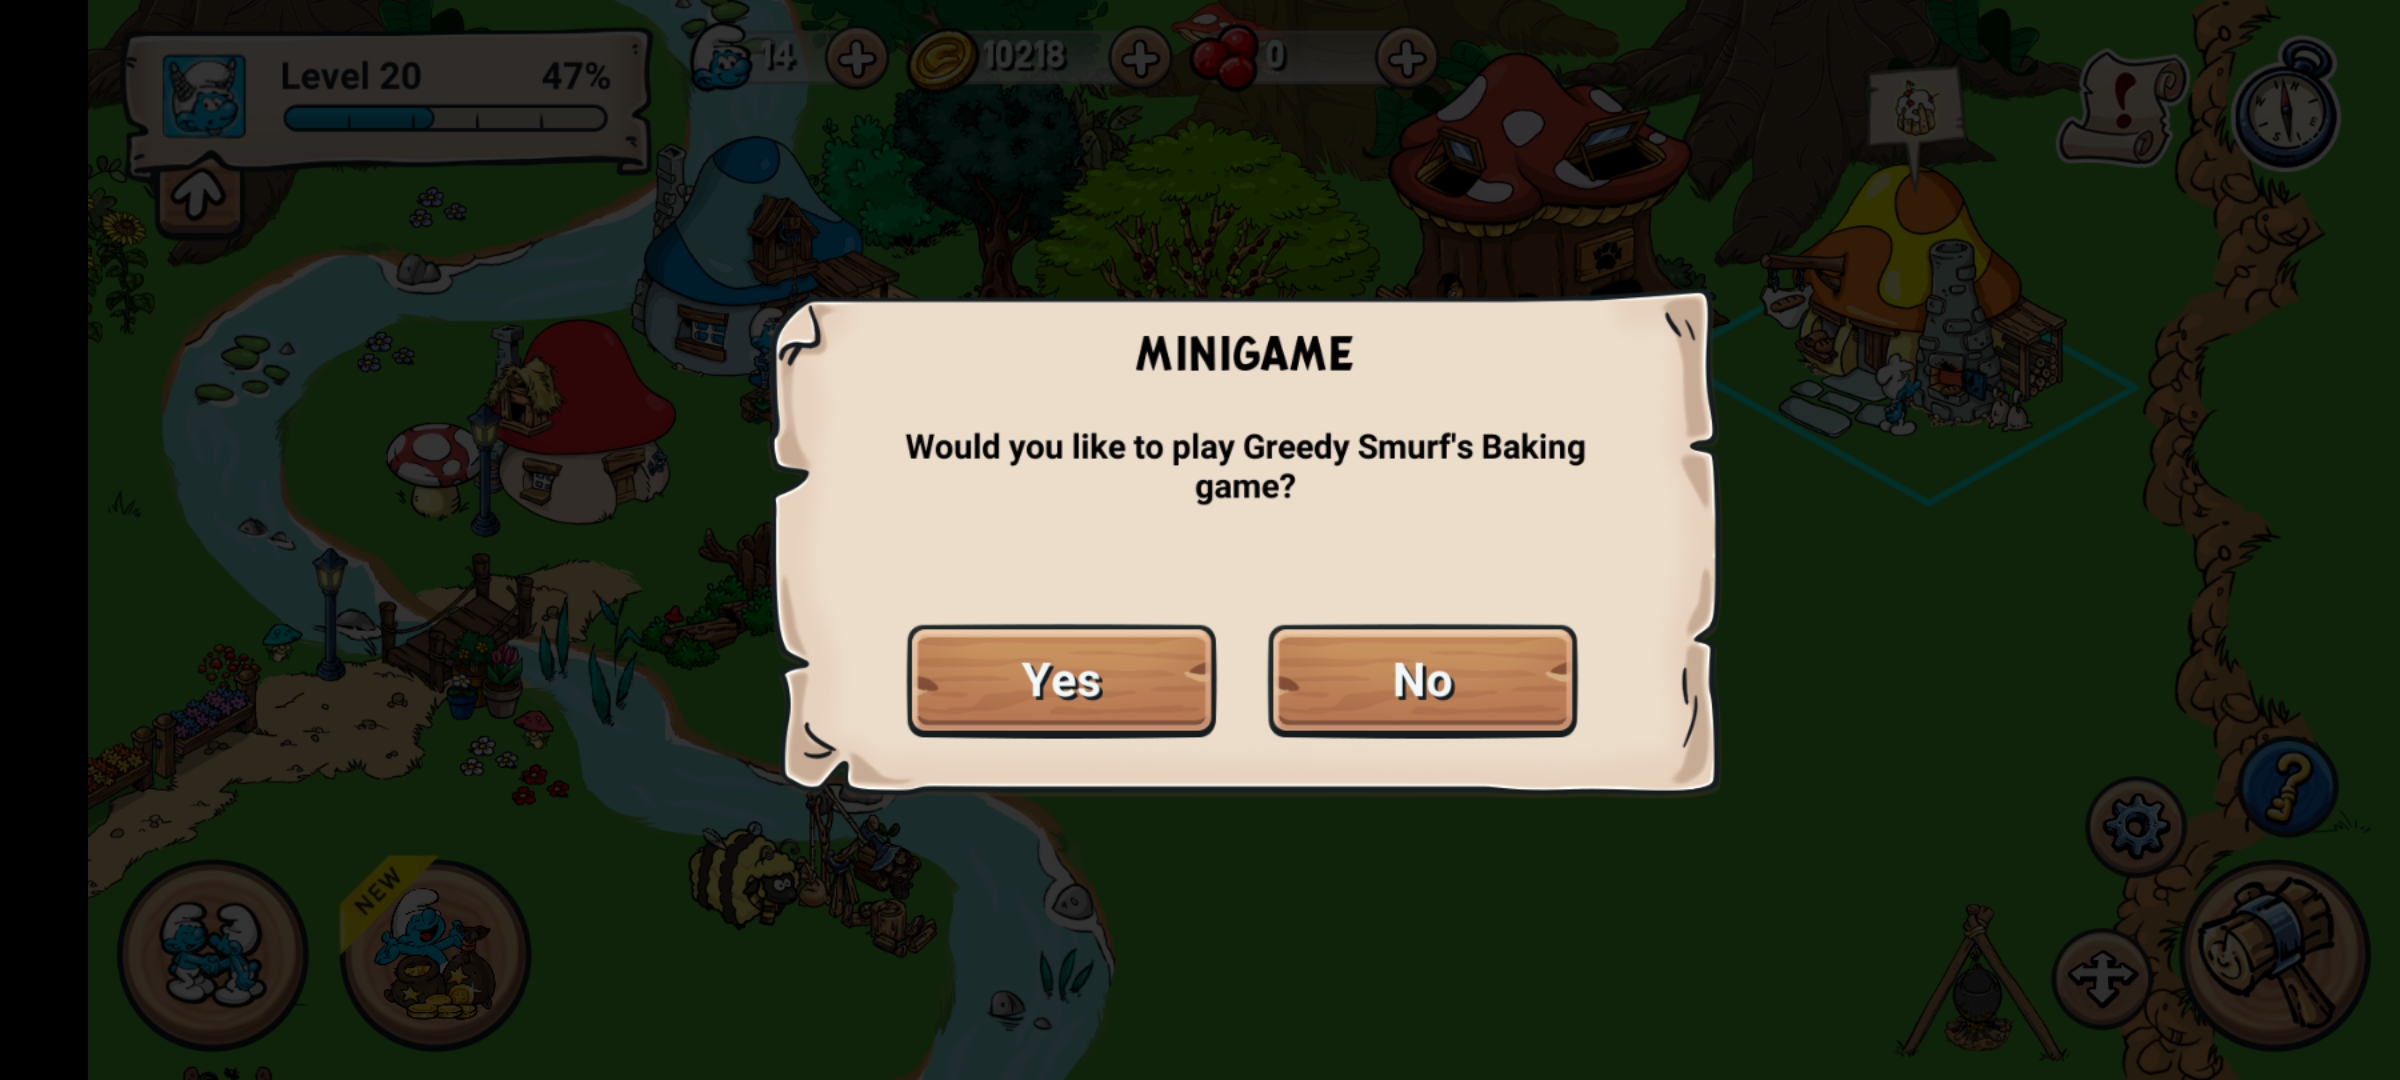 Level 20 47%
14
10218
0
MINIGAME
Would you like to play Greedy Smurf's Baking
game?
Yes
No
NEW